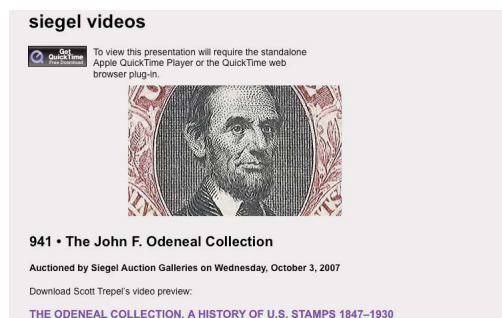 siegel videos
Get
QuickTime
Free Download
To view this presentation will require the standalone
Apple QuickTime Player or the QuickTime web
browser plug-in.
941 • The John F. Odeneal Collection
Auctioned by Siegel Auction Galleries on Wednesday, October 3, 2007
Download Scott Trepel's video preview:
THE ODENEAL COLLECTION, A HISTORY OF U.S. STAMPS 1847–1930